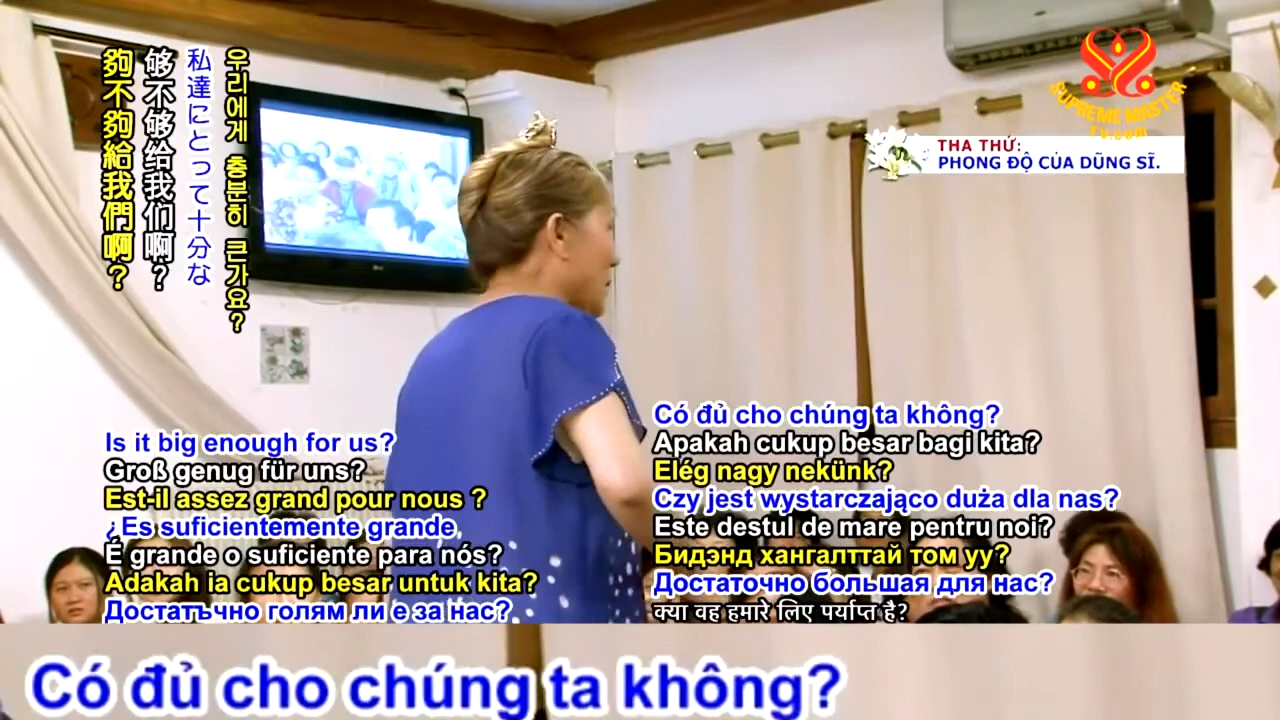 SUPREME MASTER
TV.com
THA THỨ:
PHONG ĐỘ CỦA DŨNG SĨ.
우리에게 충분히 큰가요?
私達にとって十分な
够不够给我们啊？
夠不夠給我們啊？
Is it big enough for us?
Groß genug für uns?
Est-il assez grand pour nous ?
¿Es suficientemente grande
É grande o suficiente para nós?
Adakah ia cukup besar untuk kita?
Достатъчно голям ли е за нас?
Có đủ cho chúng ta không?
Apakah cukup besar bagi kita?
Elég nagy nekünk?
Czy jest wystarczająco duża dla nas?
Este destul de mare pentru noi?
Бидэнд хангалттай том уу?
Достаточно большая для нас?
क्या वह हमारे लिए पर्याप्त है?
Có đủ cho chúng ta không?